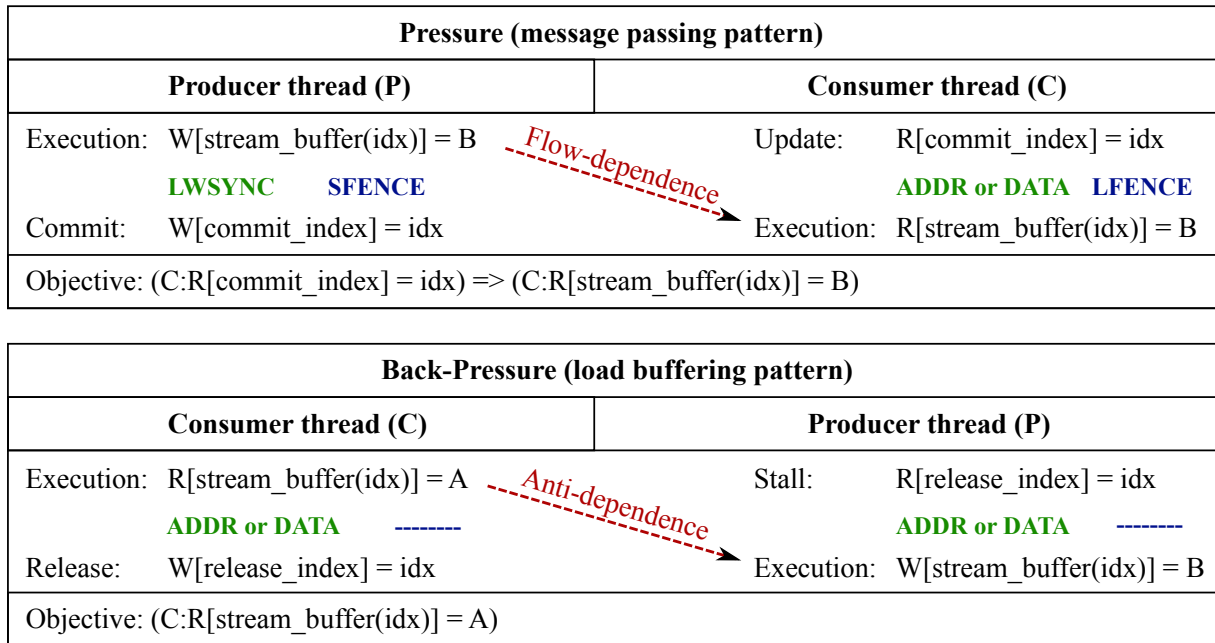 Pressure (message passing pattern)
Producer thread (P) Consumer thread (C)
Execution: W[stream_buffer(idx)] = B Flow-dependence Update: R[commit_index] = idx
LWSYNC SFENCE ADDR or DATA LFENCE
Commit: W[commit_index] = idx Execution: R[stream_buffer(idx)] = B
Objective: (C:R[commit_index] = idx) => (C:R[stream_buffer(idx)] = B)
Back-Pressure (load buffering pattern)
Consumer thread (C) Producer thread (P)
Execution: R[stream_buffer(idx)] = A Anti-dependence Stall: R[release_index] = idx
ADDR or DATA -------- ADDR or DATA --------
Release: W[release_index] = idx Execution: W[stream_buffer(idx)] = B
Objective: (C:R[stream_buffer(idx)] = A)